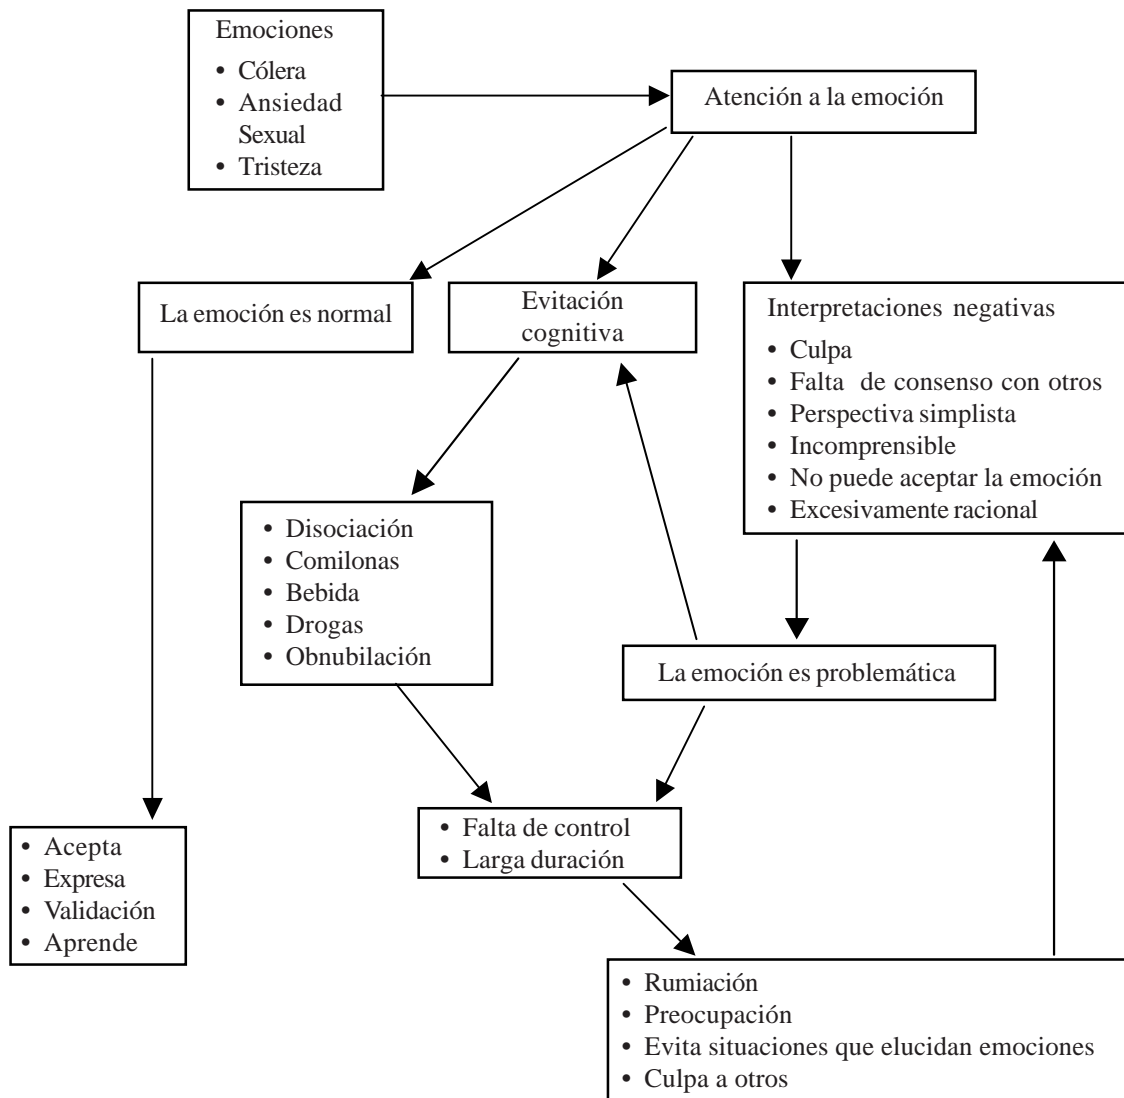 Emociones
• Cólera
• Ansiedad
Sexual
• Tristeza
Atención a la emoción
La emoción es normal
Evitación
cognitiva
Interpretaciones negativas
• Culpa
• Falta de consenso con otros
• Perspectiva simplista
• Incomprensible
• No puede aceptar la emoción
• Excesivamente racional
• Disociación
• Comilonas
• Bebida
• Drogas
• Obnubilación
La emoción es problemática
• Falta de control
• Larga duración
• Acepta
• Expresa
• Validación
• Aprende
• Rumiación
• Preocupación
• Evita situaciones que elucidan emociones
• Culpa a otros